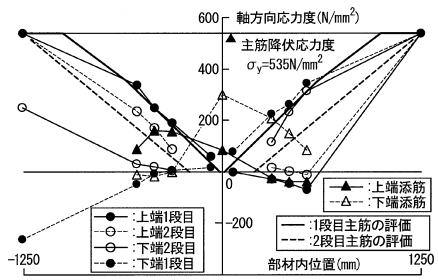 600
軸方向応力度(N/mm²)
主筋降伏応力度
σy=535N/mm²
400
200
0
-200
:上端1段目
:上端2段目
:下端2段目
:下端1段目
:上端添筋
:下端添筋
:1段目主筋の評価
:2段目主筋の評価
-1250
部材内位置(mm)
1250